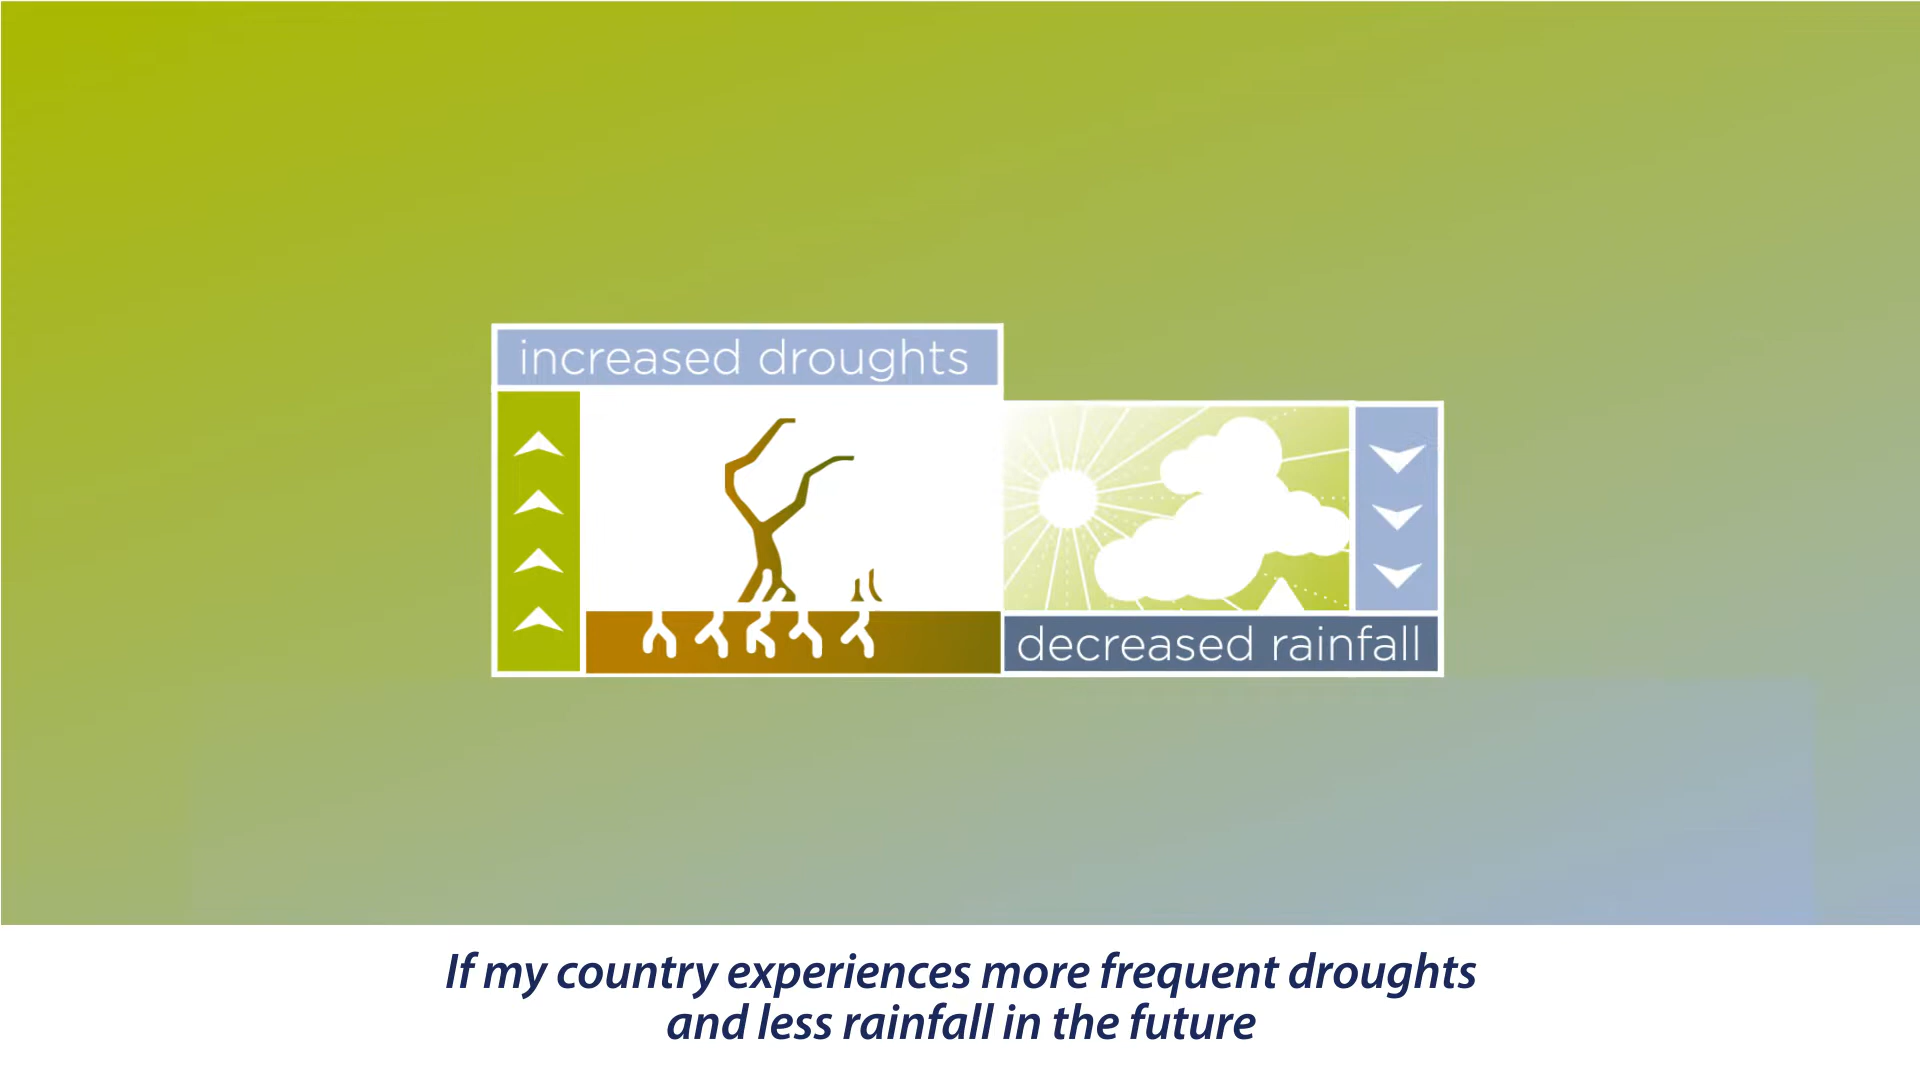 increased droughts
decreased rainfall
If my country experiences more frequent droughts
and less rainfall in the future